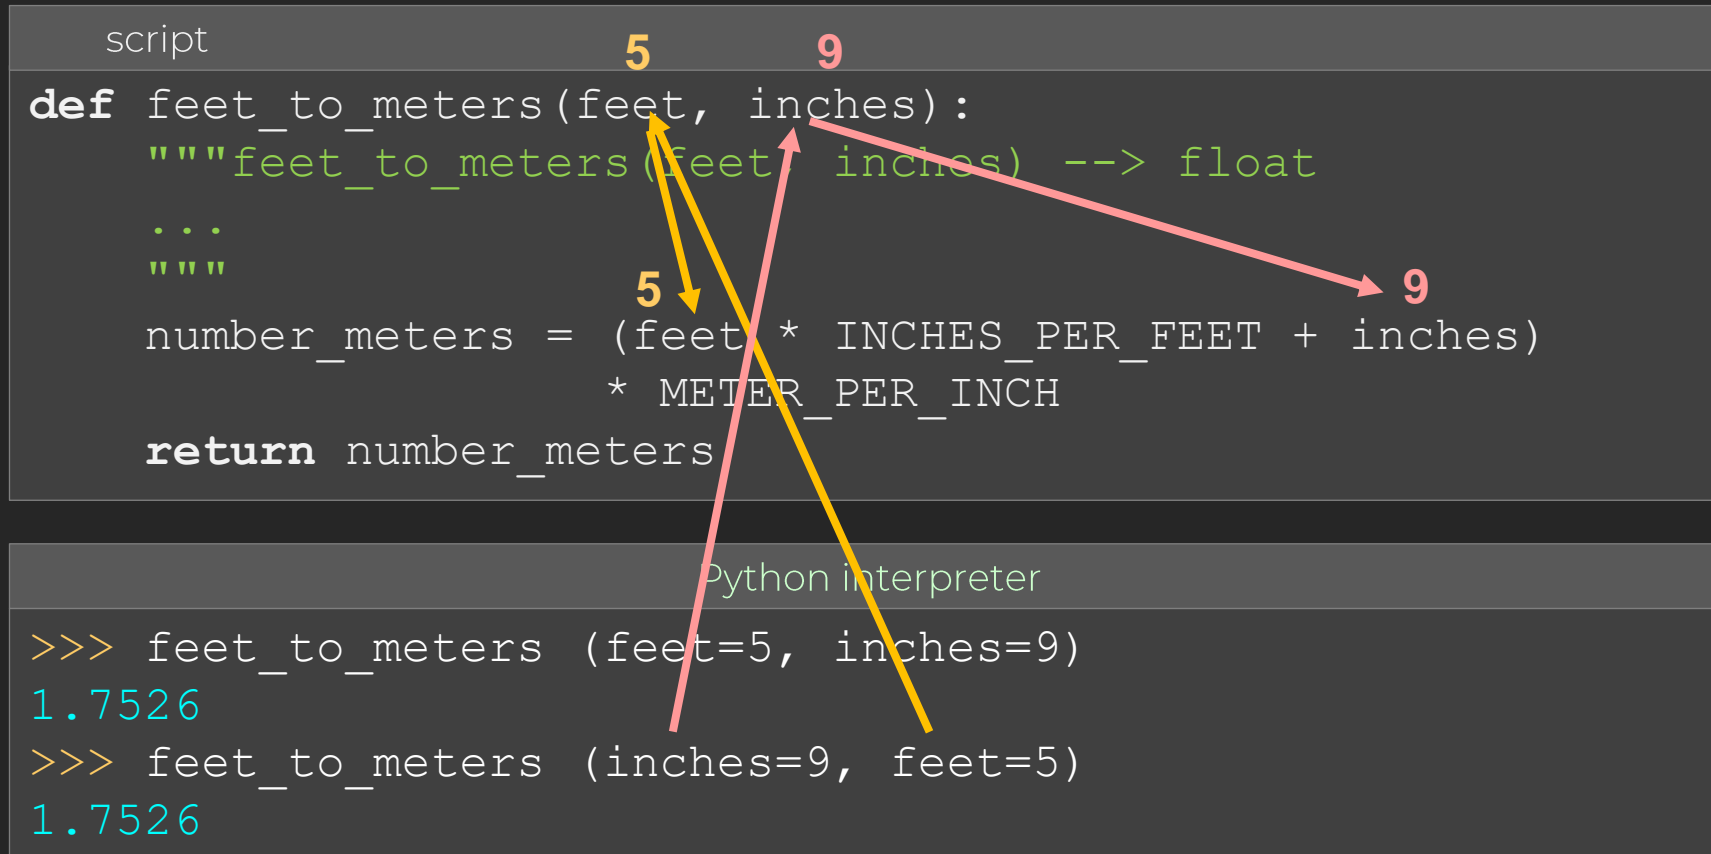 script
5 9
def feet_to_meters(feet, inches):
"""feet_to_meters(feet, inches) --> float
...
"""
5 9
number_meters = (feet * INCHES_PER_FEET + inches)
* METER_PER_INCH
return number_meters
Python interpreter
>>> feet_to_meters (feet=5, inches=9)
1.7526
>>> feet_to_meters (inches=9, feet=5)
1.7526